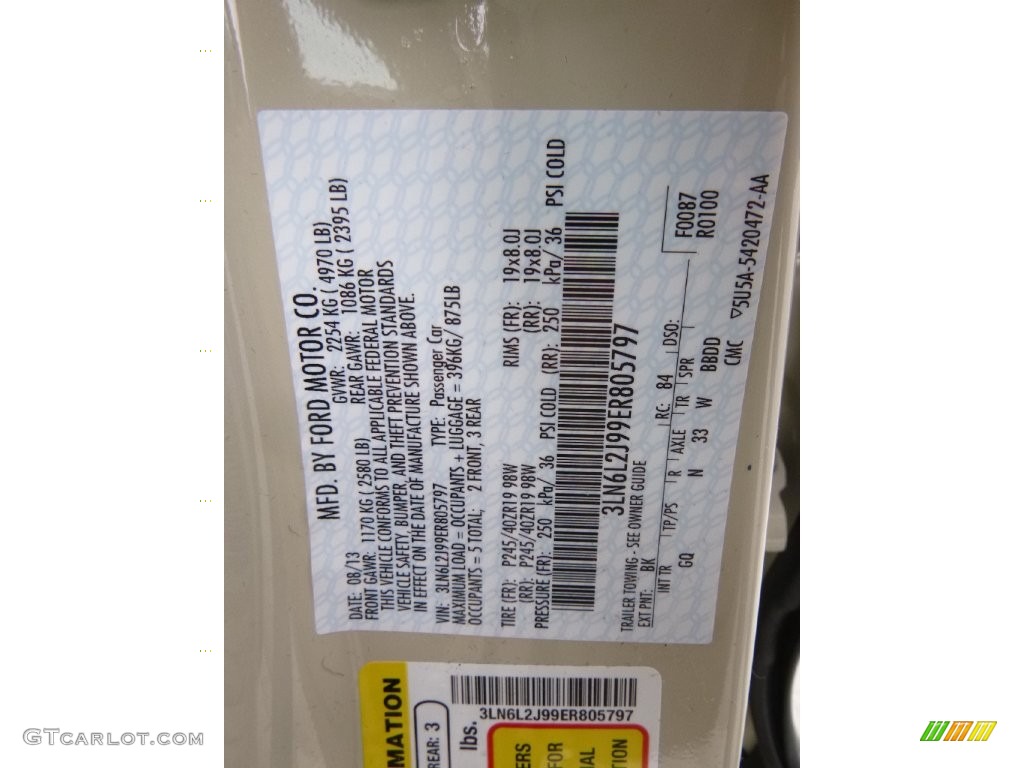 MFD. BY FORD MOTOR CO.
DATE: 08/13 GVWR: 2254 KG ( 4970 LB)
FRONT GAWR: 1170 KG ( 2580 LB) REAR GAWR: 1086 KG ( 2395 LB)
THIS VEHICLE CONFORMS TO ALL APPLICABLE FEDERAL MOTOR
VEHICLE SAFETY, BUMPER, AND THEFT PREVENTION STANDARDS
IN EFFECT ON THE DATE OF MANUFACTURE SHOWN ABOVE.
VIN: 3LN6L2J99ER805797 TYPE: Passenger Car
MAXIMUM LOAD = OCCUPANTS + LUGGAGE = 396KG/ 875LB
OCCUPANTS = 5 TOTAL; 2 FRONT, 3 REAR
TIRE (FR): P245/40ZR19 98W RIMS (FR): 19x8.0J
(RR): P245/40ZR19 98W (RR): 19x8.0J
PRESSURE (FR): 250 kPa/ 36 PSI COLD (RR): 250 kPa/ 36 PSI COLD
3LN6L2J99ER805797
TRAILER TOWING - SEE OWNER GUIDE
EXT PNT: BK RC: 84 DSO: F0087
INT TR TP/PS R AXLE TR SPR R0100
GQ N 33 W BBDD
CMC ▽5U5A-5420472-AA
MATION
REAR: 3
lbs.
3LN6L2J99ER805797
ERS
FOR
IAL
TION
GTCARLOT.COM